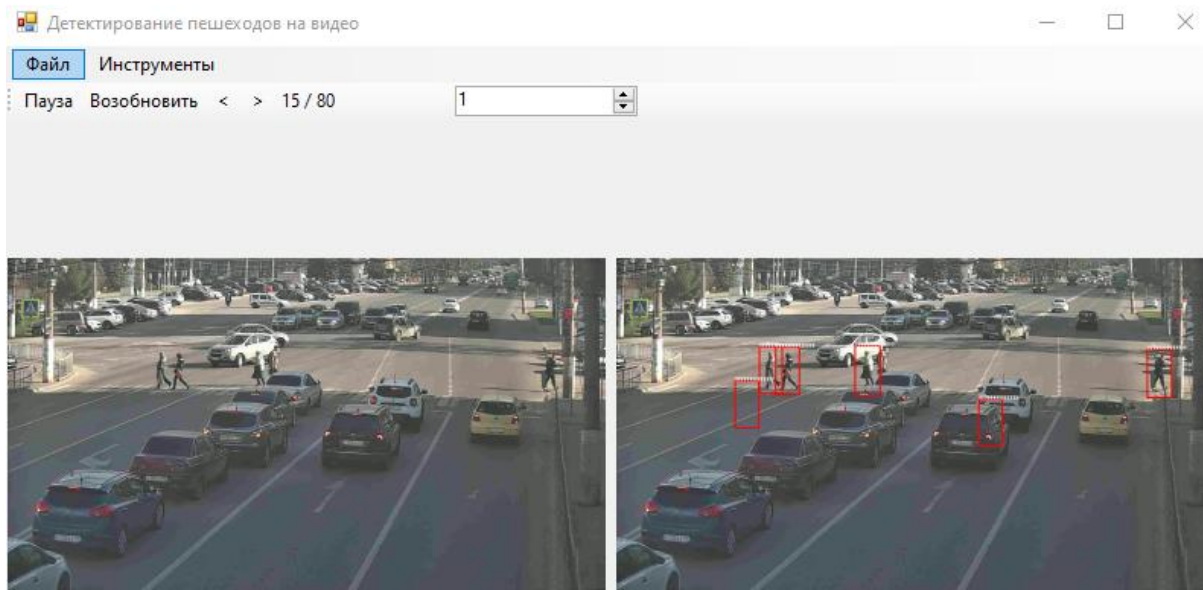 Детектирование пешеходов на видео
Файл Инструменты
Пауза Возобновить < > 15 / 80 1